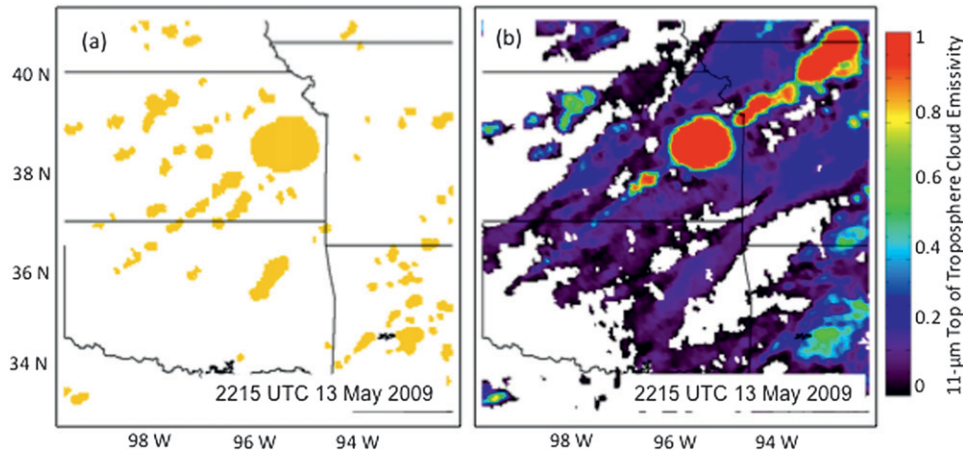 (a)
40 N
38 N
36 N
34 N
2215 UTC 13 May 2009
98 W 96 W 94 W
(b)
2215 UTC 13 May 2009
98 W 96 W 94 W
1
0.8
0.6
0.4
0.2
0
11-μm Top of Troposphere Cloud Emissivity